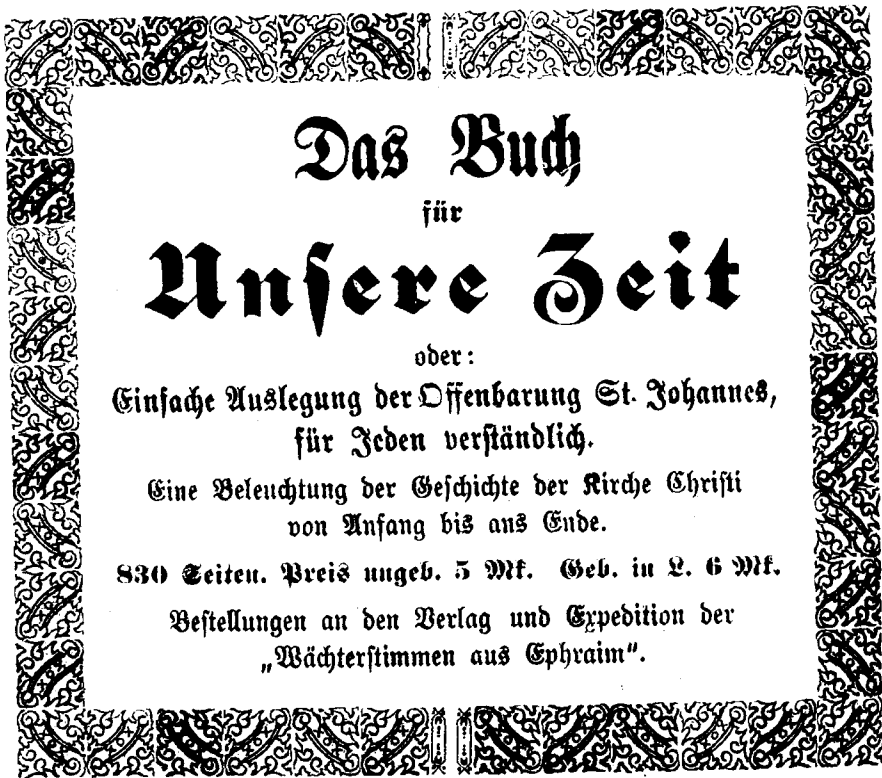 Das Buch
für
Unsere Zeit
oder:
Einfache Auslegung der Offenbarung St. Johannes,
für Jeden verständlich.
Eine Beleuchtung der Geschichte der Kirche Christi
von Anfang bis ans Ende.
830 Seiten. Preis ungeb. 5 Mk. Geb. in L. 6 Mk.
Bestellungen an den Verlag und Expedition der
„Wächterstimmen aus Ephraim“.